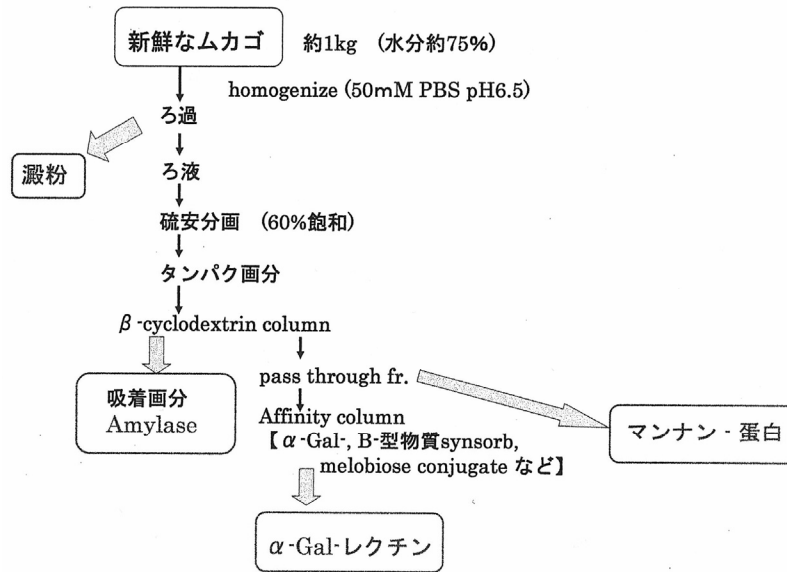 新鮮なムカゴ 約1kg (水分約75%)
homogenize (50mM PBS pH6.5)
ろ過
澱粉
ろ液
硫安分画 (60%飽和)
タンパク画分
β-cyclodextrin column
pass through fr.
吸着画分
Amylase
Affinity column
【α-Gal-, B-型物質synsorb,
melobiose conjugate など】
マンナン - 蛋白
α-Gal-レクチン